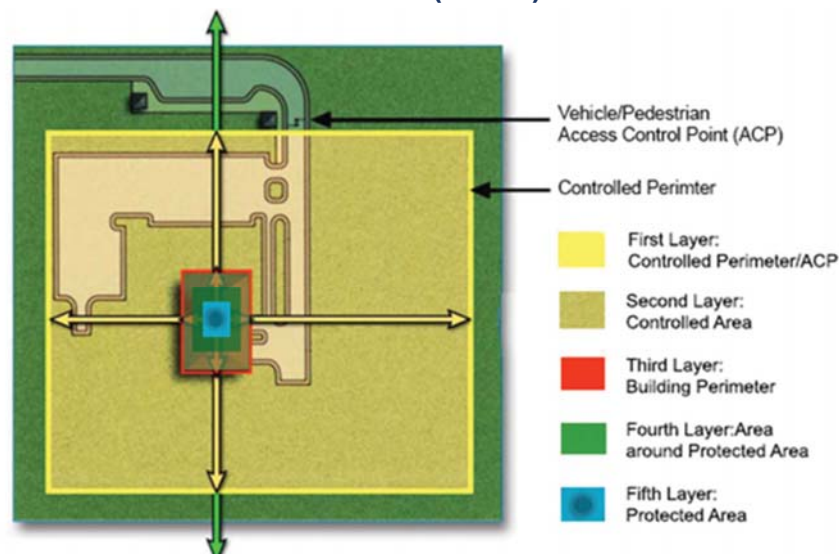 Vehicle/Pedestrian
Access Control Point (ACP)
Controlled Perimter
First Layer:
Controlled Perimeter/ACP
Second Layer:
Controlled Area
Third Layer:
Building Perimeter
Fourth Layer:Area
around Protected Area
Fifth Layer:
Protected Area